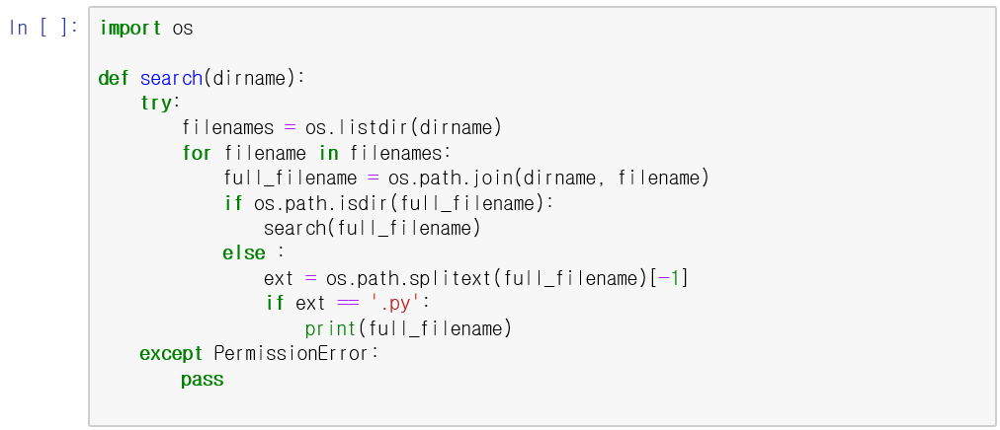 In [ ]:
import os

def search(dirname):
    try:
        filenames = os.listdir(dirname)
        for filename in filenames:
            full_filename = os.path.join(dirname, filename)
            if os.path.isdir(full_filename):
                search(full_filename)
            else :
                ext = os.path.splitext(full_filename)[-1]
                if ext == '.py':
                    print(full_filename)
    except PermissionError:
        pass